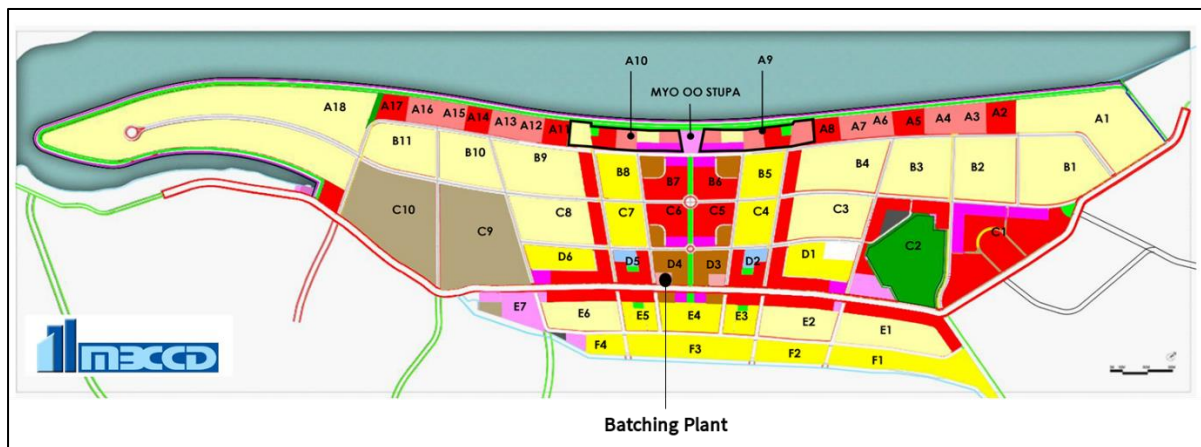 A10
A9
MYO OO STUPA
A18
A17
A16
A15
A14
A13
A12
A11
A8
A7
A6
A5
A4
A3
A2
A1
B11
B10
B9
B8
B7
B6
B5
B4
B3
B2
B1
C10
C9
C8
C7
C6
C5
C4
C3
C2
C1
D6
D5
D4
D3
D2
D1
E7
E6
E5
E4
E3
E2
E1
F4
F3
F2
F1
M3CCD
Batching Plant